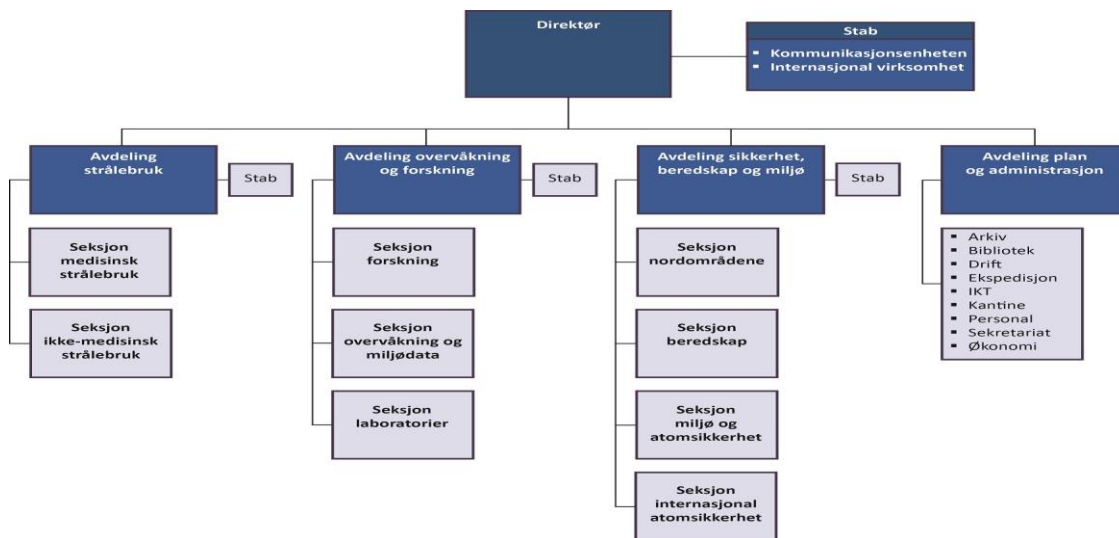 Direktør
Stab
▪ Kommunikasjonsenheten
▪ Internasjonal virksomhet
Avdeling
strålebruk
Stab
Seksjon
medisinsk
strålebruk
Seksjon
ikke-medisinsk
strålebruk
Avdeling overvåkning
og forskning
Stab
Seksjon
forskning
Seksjon
overvåkning og
miljødata
Seksjon
laboratorier
Avdeling sikkerhet,
beredskap og miljø
Stab
Seksjon
nordområdene
Seksjon
beredskap
Seksjon
miljø og
atomsikkerhet
Seksjon
internasjonal
atomsikkerhet
Avdeling plan
og administrasjon
▪ Arkiv
▪ Bibliotek
▪ Drift
▪ Ekspedisjon
▪ IKT
▪ Kantine
▪ Personal
▪ Sekretariat
▪ Økonomi